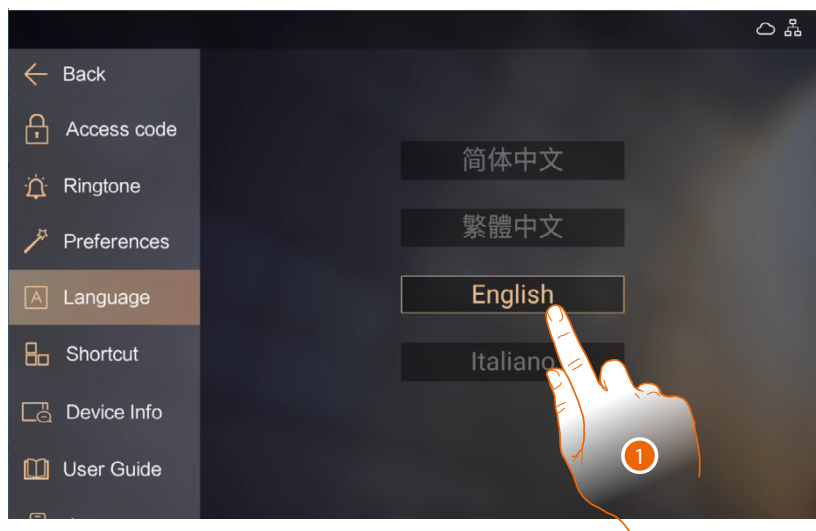 Back
Access code
Ringtone
Preferences
A Language
Shortcut
Device Info
User Guide
简体中文
繁體中文
English
Italiano
1